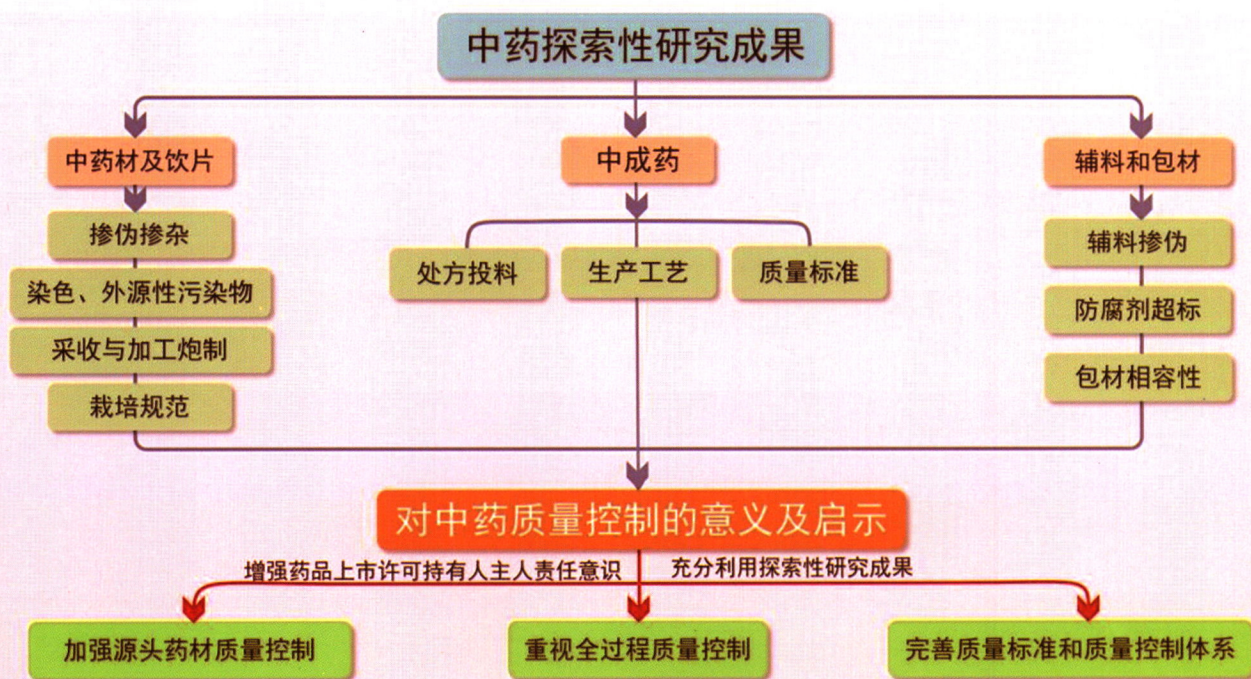 中药探索性研究成果
中药材及饮片
中成药
辅料和包材
掺伪掺杂
染色、外源性污染物
采收与加工炮制
栽培规范
处方投料
生产工艺
质量标准
辅料掺伪
防腐剂超标
包材相容性
对中药质量控制的意义及启示
增强药品上市许可持有人主人责任意识
充分利用探索性研究成果
加强源头药材质量控制
重视全过程质量控制
完善质量标准和质量控制体系